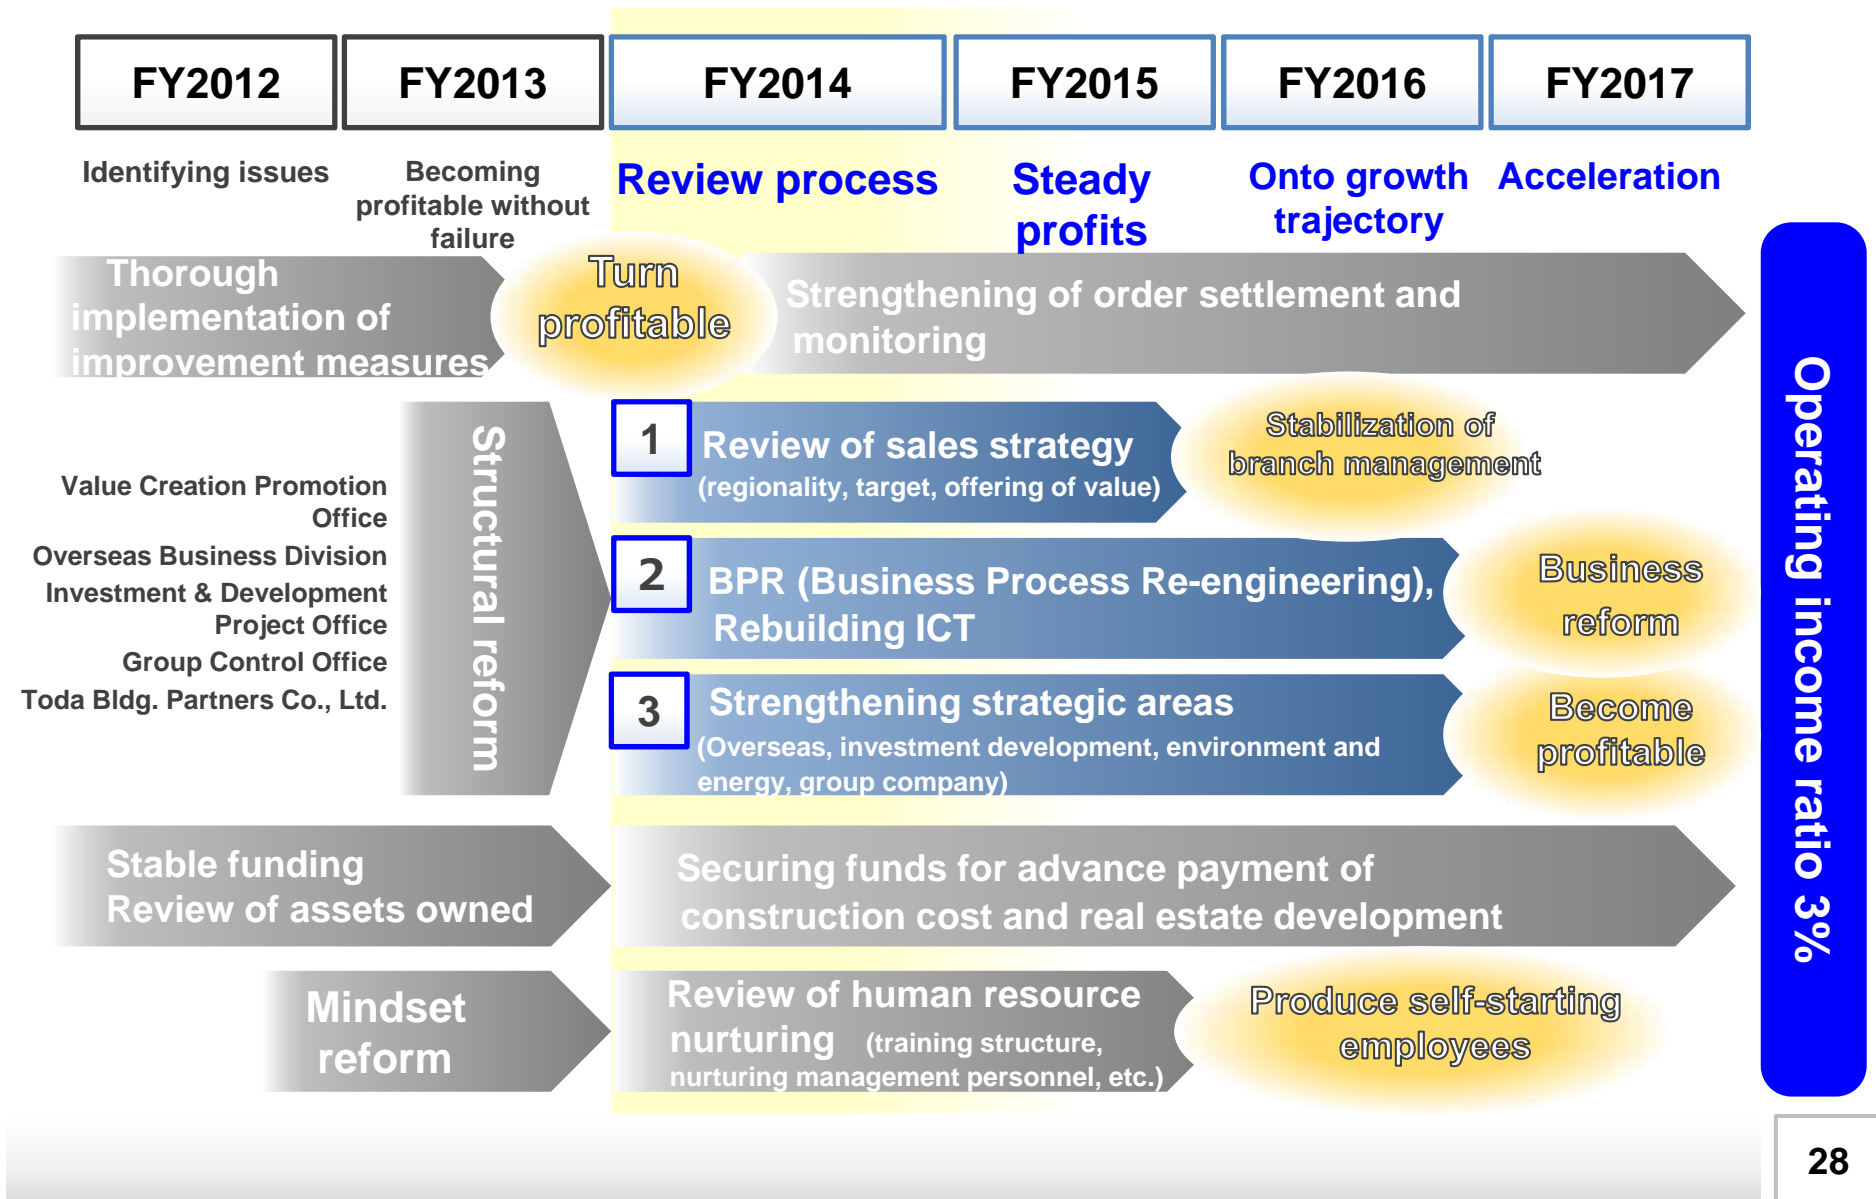 FY2012
FY2013
FY2014
FY2015
FY2016
FY2017
Identifying issues
Becoming
profitable without
failure
Review process
Steady
profits
Onto growth
trajectory
Acceleration
Thorough
implementation of
improvement measures
Turn
profitable
Strengthening of order settlement and
monitoring
Value Creation Promotion
Office
Overseas Business Division
Investment & Development
Project Office
Group Control Office
Toda Bldg. Partners Co., Ltd.
Structural reform
1
Review of sales strategy
(regionality, target, offering of value)
Stabilization of
branch management
2
BPR (Business Process Re-engineering),
Rebuilding ICT
Business
reform
3
Strengthening strategic areas
(Overseas, investment development, environment and
energy, group company)
Become
profitable
Stable funding
Review of assets owned
Securing funds for advance payment of
construction cost and real estate development
Mindset
reform
Review of human resource
nurturing (training structure,
nurturing management personnel, etc.)
Produce self-starting
employees
Operating income ratio 3%
28